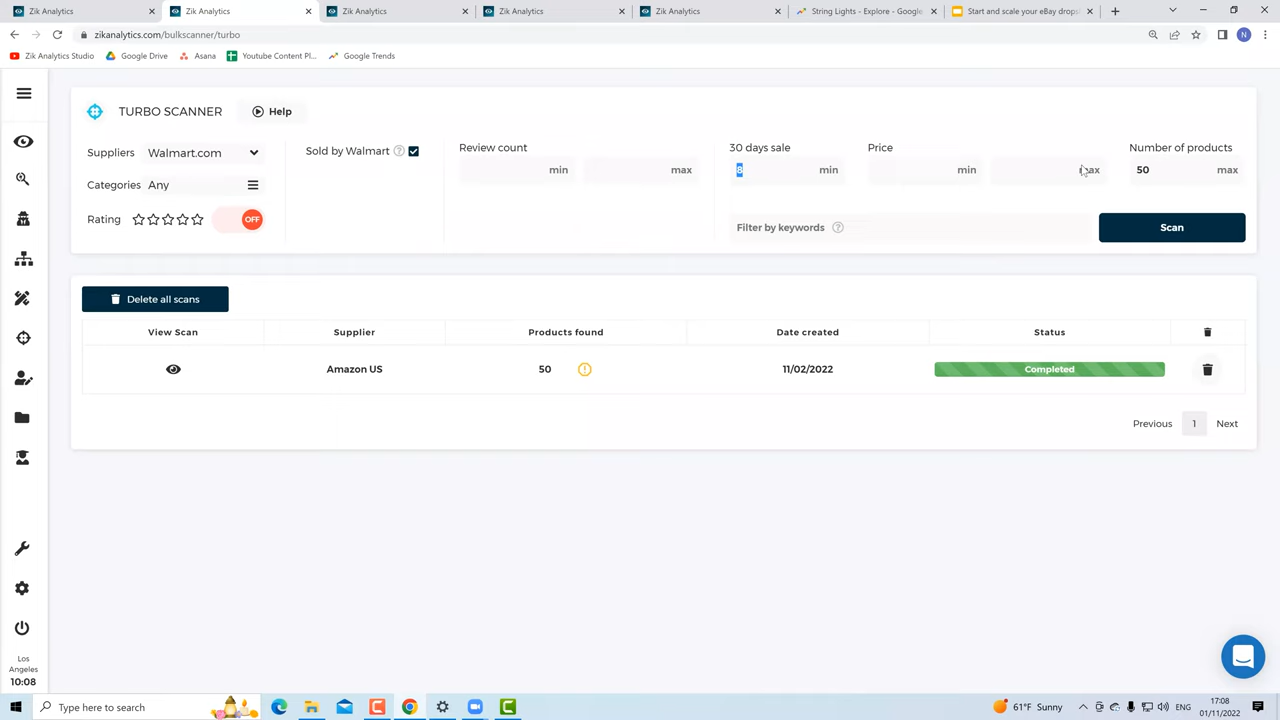 Zik Analytics
Zik Analytics
Zik Analytics
Zik Analytics
Zik Analytics
String Lights - Explore - Google
Start and scale your eBay drops
zikanalytics.com/bulkscanner/turbo
N
Zik Analytics Studio
Google Drive
Asana
Youtube Content Pl...
Google Trends
TURBO SCANNER
Help
Suppliers
Walmart.com
Categories
Any
Rating
OFF
Sold by Walmart
Review count
min
max
30 days sale
8
min
Price
min
max
Number of products
50
max
Filter by keywords
Scan
Delete all scans
View Scan
Supplier
Products found
Date created
Status
Amazon US
50
11/02/2022
Completed
Previous
1
Next
Los
Angeles
10:08
Type here to search
61°F Sunny
ENG
17:08
01/11/2022